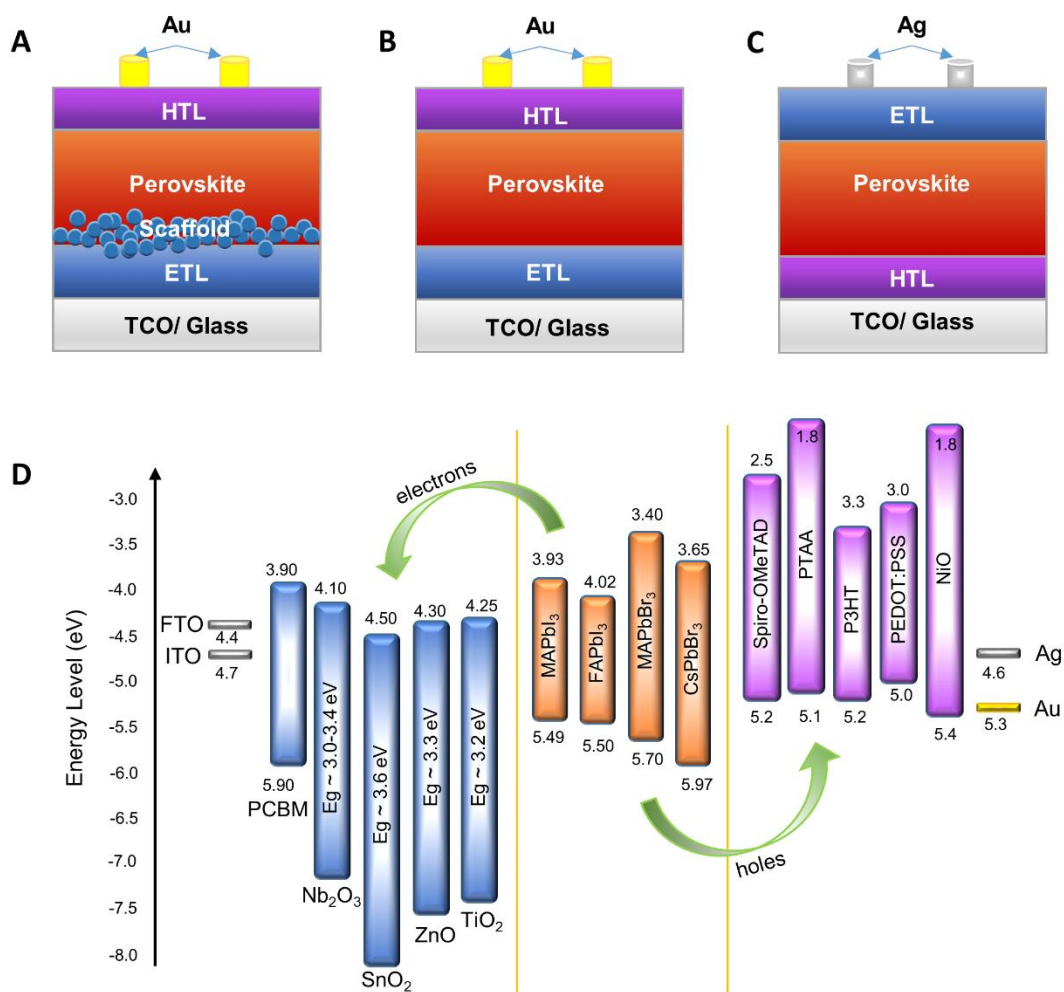 A
Au
HTL
Perovskite
Scaffold
ETL
TCO/ Glass
B
Au
HTL
Perovskite
ETL
TCO/ Glass
C
Ag
ETL
Perovskite
HTL
TCO/ Glass
D
Energy Level (eV)
-3.0
-3.5
-4.0
-4.5
-5.0
-5.5
-6.0
-6.5
-7.0
-7.5
-8.0
FTO
4.4
ITO
4.7
3.90
5.90
PCBM
4.10
Eg ~ 3.0-3.4 eV
Nb₂O₃
4.50
Eg ~ 3.6 eV
SnO₂
4.30
Eg ~ 3.3 eV
ZnO
4.25
Eg ~ 3.2 eV
TiO₂
electrons
3.93
MAPbI₃
5.49
4.02
FAPbI₃
5.50
3.40
MAPbBr₃
5.70
3.65
CsPbBr₃
5.97
holes
2.5
Spiro-OMeTAD
5.2
1.8
PTAA
5.1
3.3
P3HT
5.2
3.0
PEDOT:PSS
5.0
1.8
NiO
5.4
Ag
4.6
Au
5.3